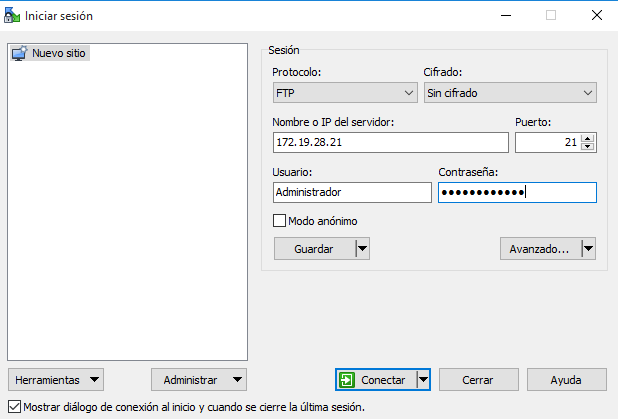 Iniciar sesión
Nuevo sitio
Sesión
Protocolo: Cifrado:
FTP Sin cifrado
Nombre o IP del servidor: Puerto:
172.19.28.21 21
Usuario: Contraseña:
Administrador ●●●●●●●●●●●●
Modo anónimo
Guardar Avanzado...
Herramientas Administrar Conectar Cerrar Ayuda
Mostrar diálogo de conexión al inicio y cuando se cierre la última sesión.